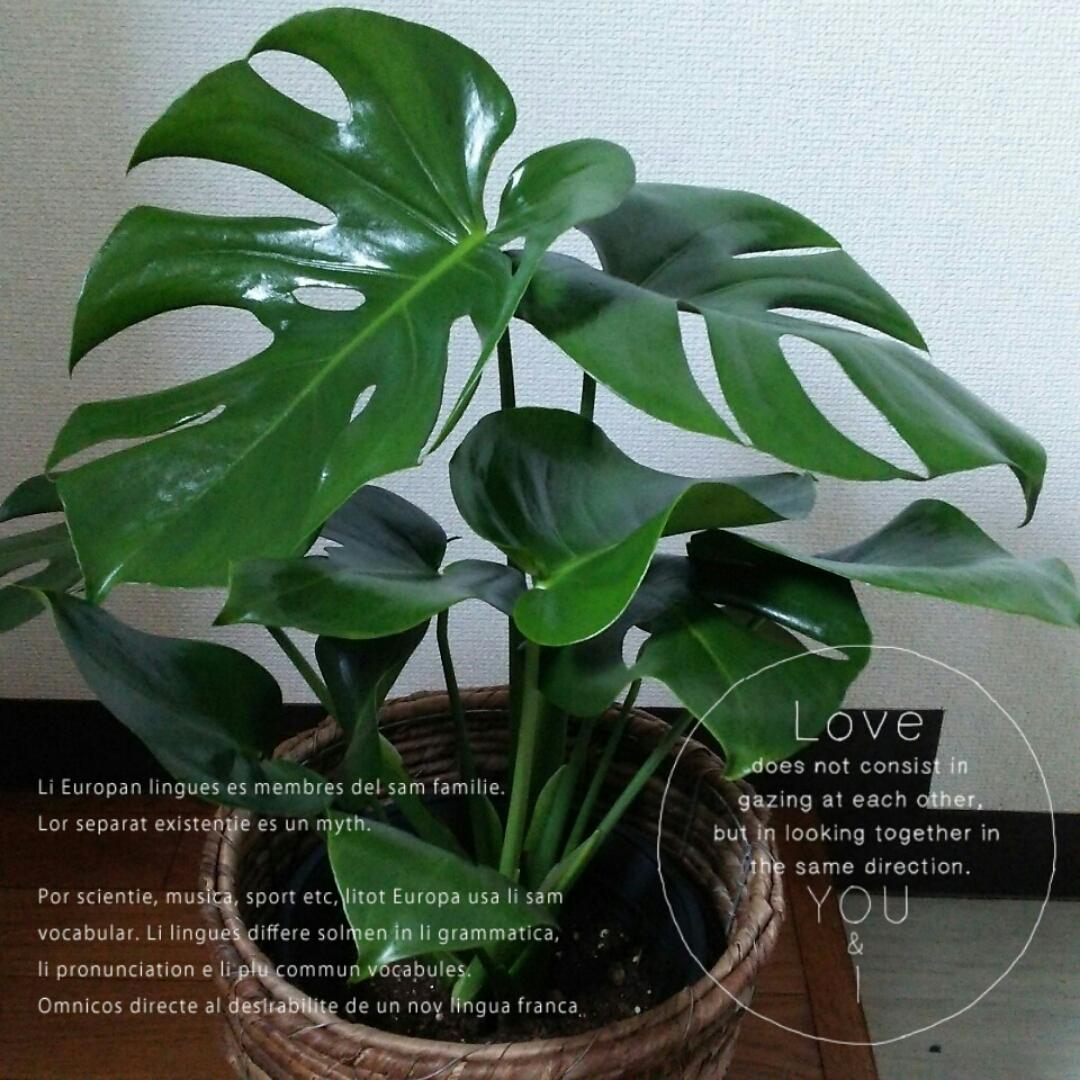 Li Europan lingues es membres del sam familie.
Lor separat existentie es un myth.
Por scientie, musica, sport etc, litot Europa usa li sam
vocabular. Li lingues differe solmen in li grammatica,
li pronunciation e li plu commun vocabules.
Omnicos directe al desirabilite de un nov lingua franca.
Love
does not consist in
gazing at each other,
but in looking together in
the same direction.
YOU
&
I